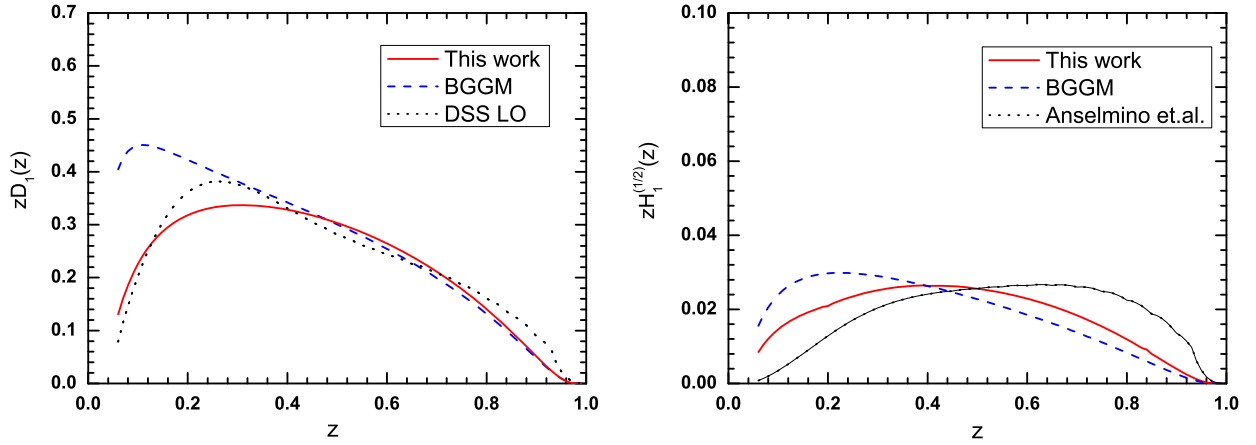 0.7
0.6
0.5
0.4
0.3
0.2
0.1
0.0
zD₁(z)
This work
BGGM
DSS LO
0.0 0.2 0.4 0.6 0.8 1.0
z
0.10
0.08
0.06
0.04
0.02
0.00
zH₁^(1/2)(z)
This work
BGGM
Anselmino et.al.
0.0 0.2 0.4 0.6 0.8 1.0
z